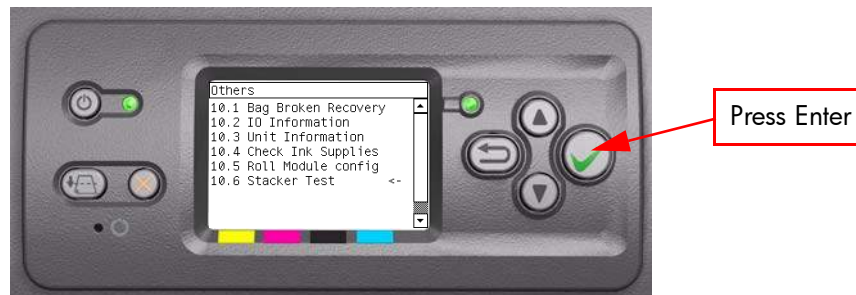 Others
10.1 Bag Broken Recovery
10.2 IO Information
10.3 Unit Information
10.4 Check Ink Supplies
10.5 Roll Module config
10.6 Stacker Test <-
Press Enter